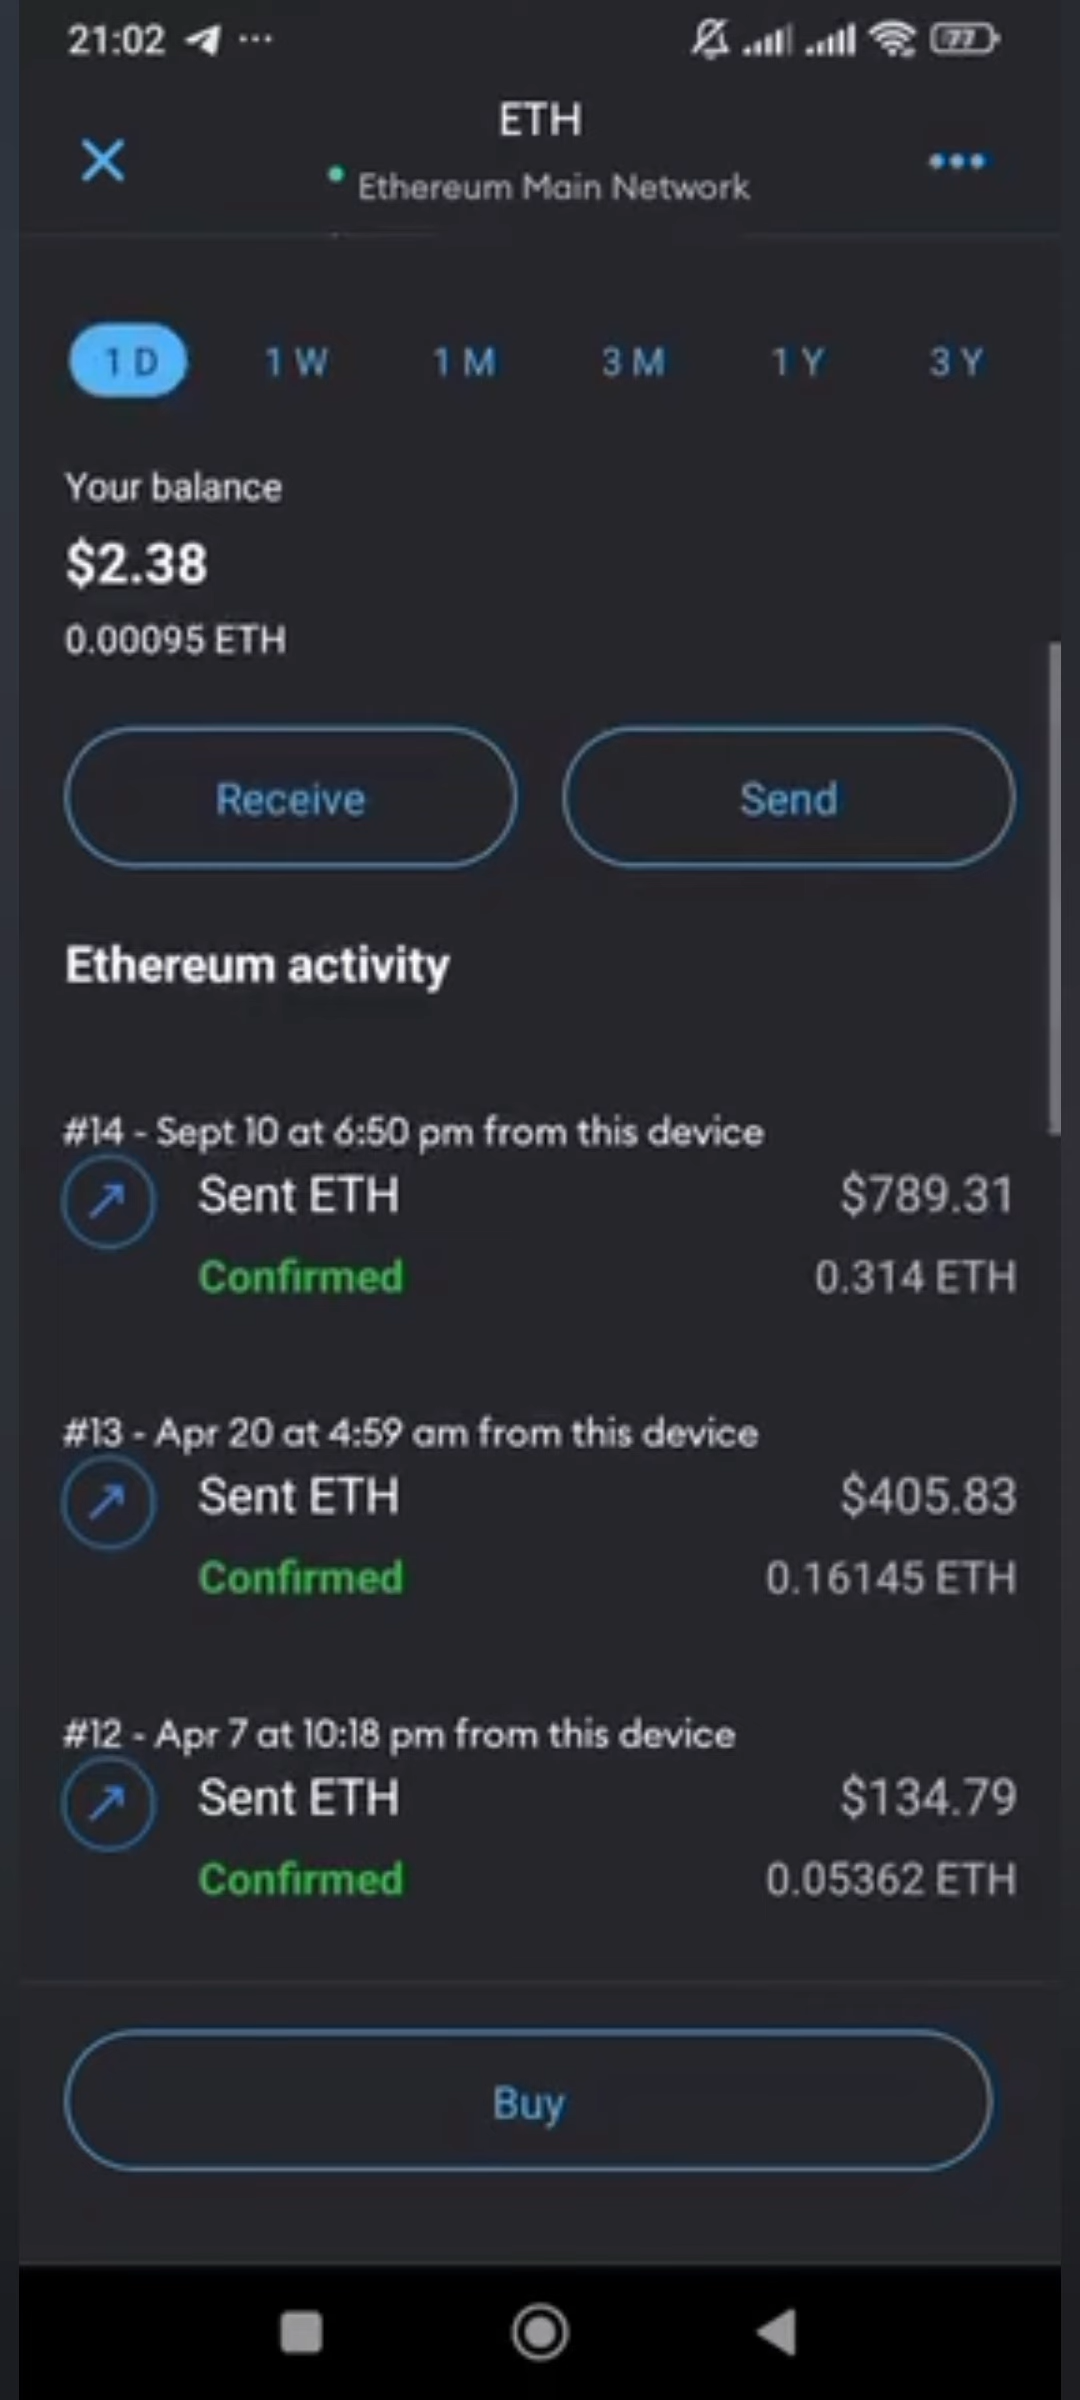 21:02
77
ETH
Ethereum Main Network
1 D 1 W 1 M 3 M 1 Y 3 Y
Your balance
$2.38
0.00095 ETH
Receive Send
Ethereum activity
#14 - Sept 10 at 6:50 pm from this device
Sent ETH $789.31
Confirmed 0.314 ETH
#13 - Apr 20 at 4:59 am from this device
Sent ETH $405.83
Confirmed 0.16145 ETH
#12 - Apr 7 at 10:18 pm from this device
Sent ETH $134.79
Confirmed 0.05362 ETH
Buy